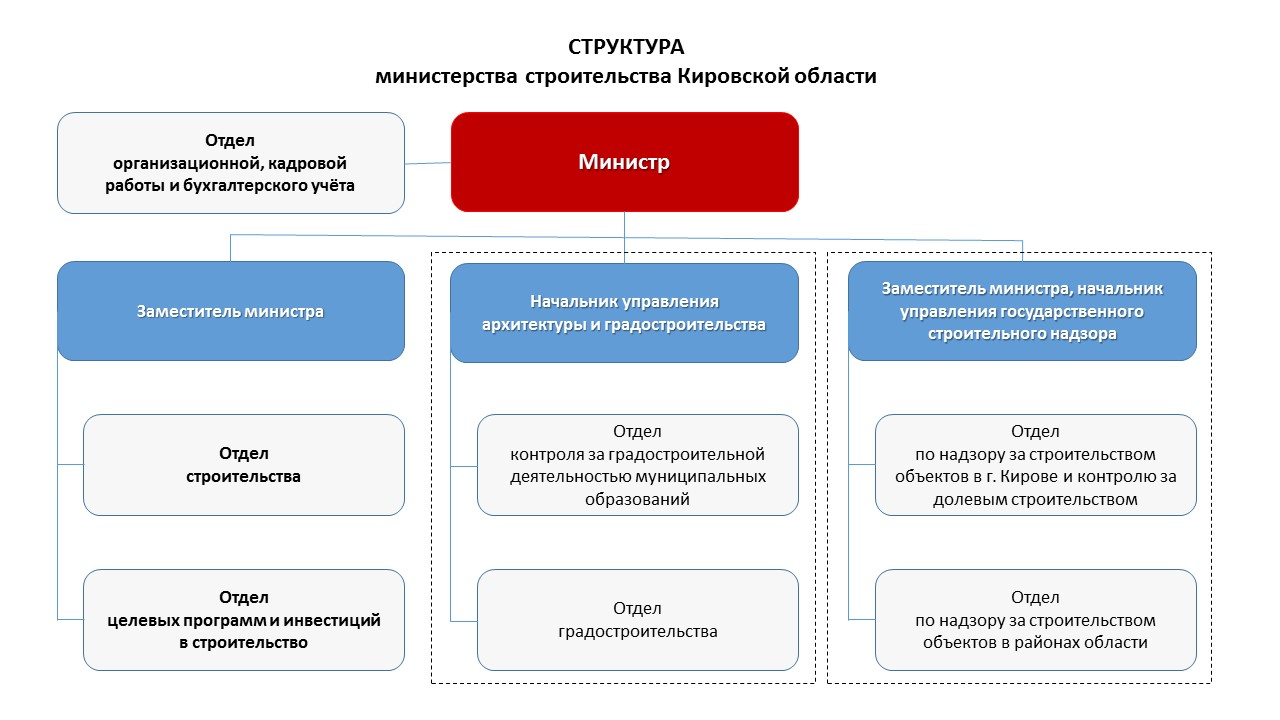 СТРУКТУРА
министерства строительства Кировской области
Отдел
организационной, кадровой
работы и бухгалтерского учёта
Министр
Заместитель министра
Начальник управления
архитектуры и градостроительства
Заместитель министра, начальник
управления государственного
строительного надзора
Отдел
строительства
Отдел
контроля за градостроительной
деятельностью муниципальных
образований
Отдел
по надзору за строительством
объектов в г. Кирове и контролю за
долевым строительством
Отдел
целевых программ и инвестиций
в строительство
Отдел
градостроительства
Отдел
по надзору за строительством
объектов в районах области